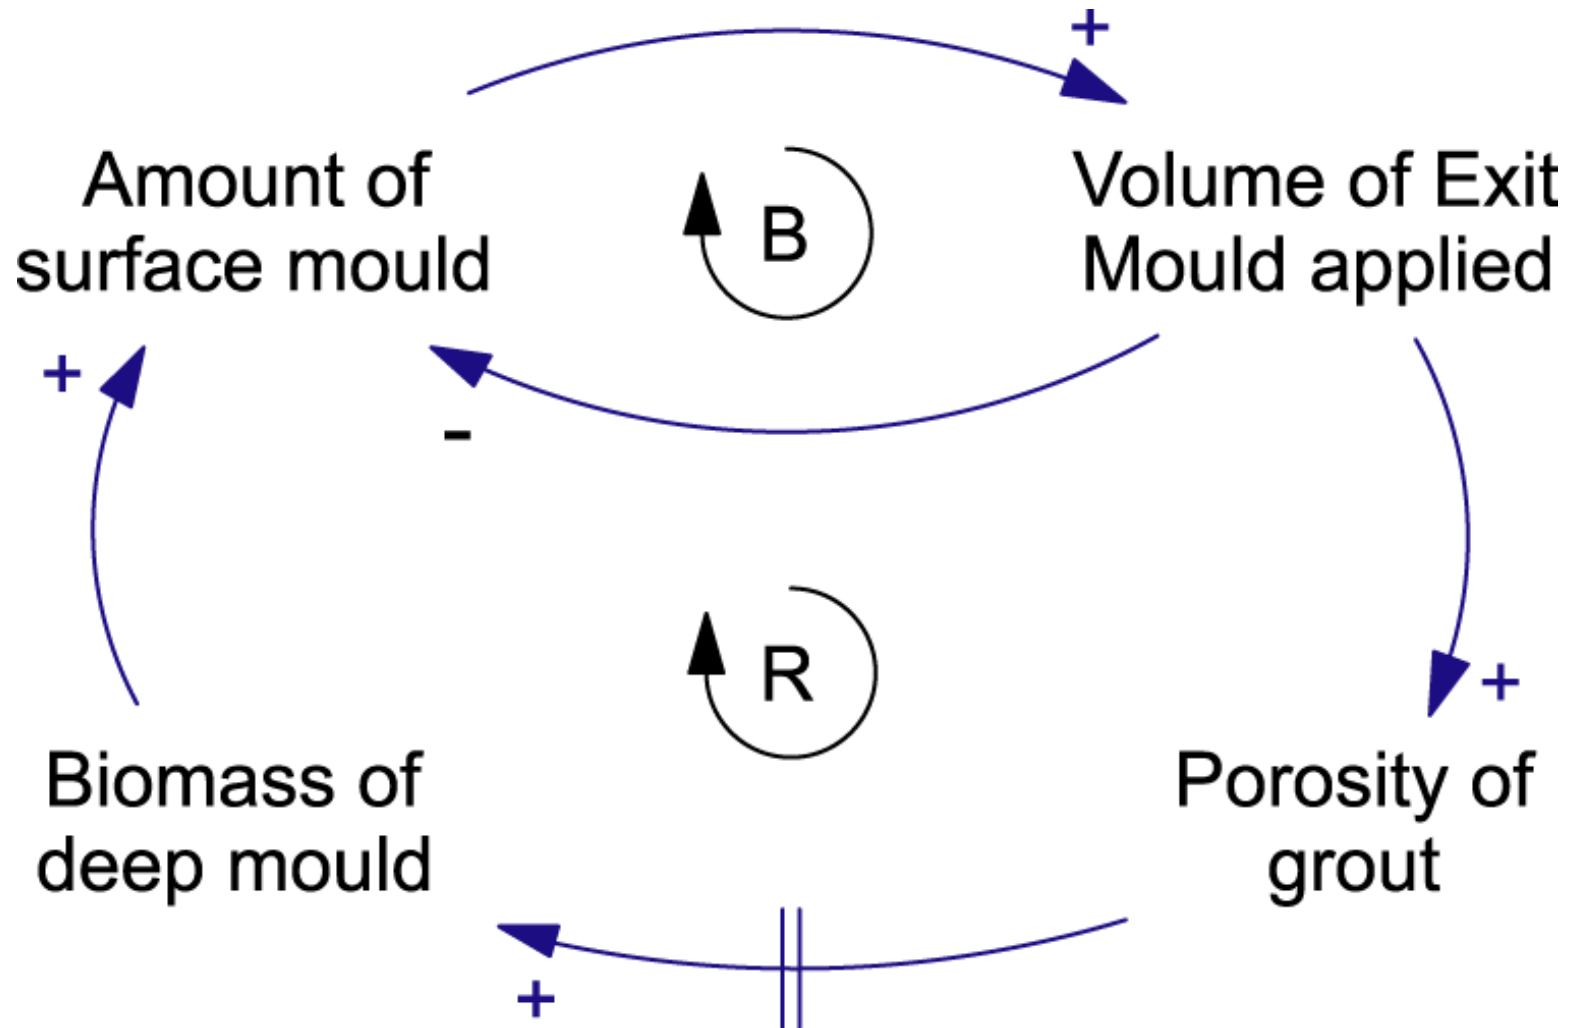 +
Amount of
surface mould
B
Volume of Exit
Mould applied
+
-
R
+
Biomass of
deep mould
Porosity of
grout
+